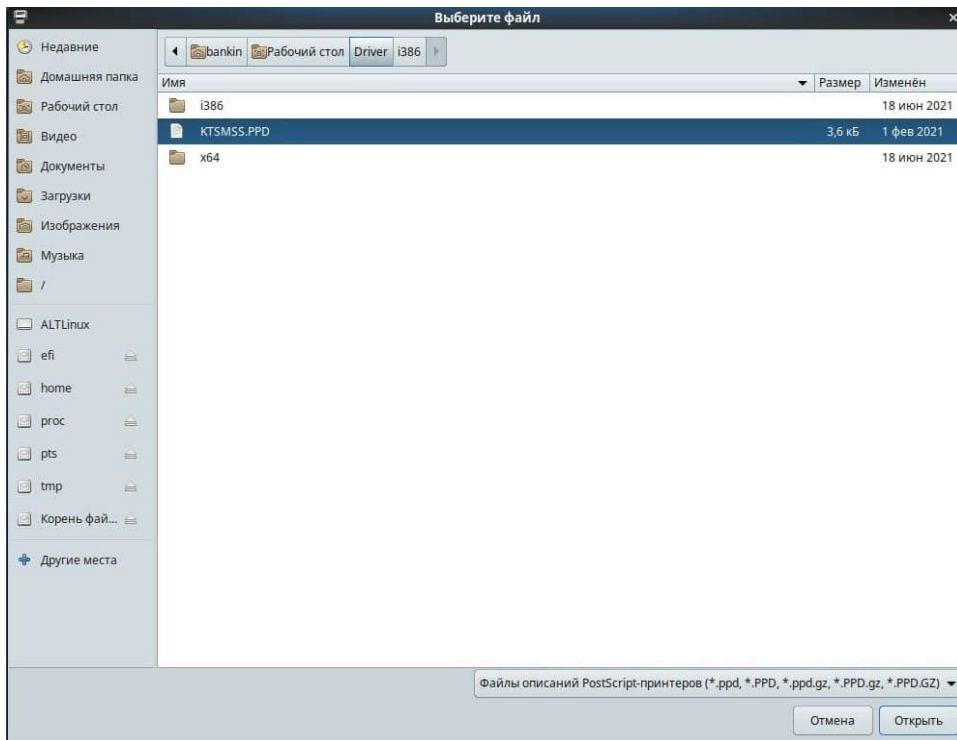 Выберите файл
Недавние
Домашняя папка
Рабочий стол
Видео
Документы
Загрузки
Изображения
Музыка
/
ALTLinux
efi
home
proc
pts
tmp
Корень фай...
Другие места
bankin Рабочий стол Driver i386
Имя Размер Изменён
i386 18 июн 2021
KTSMSS.PPD 3,6 кБ 1 фев 2021
x64 18 июн 2021
Файлы описаний PostScript-принтеров (*.ppd, *.PPD, *.ppd.gz, *.PPD.gz, *.PPD.GZ)
Отмена Открыть